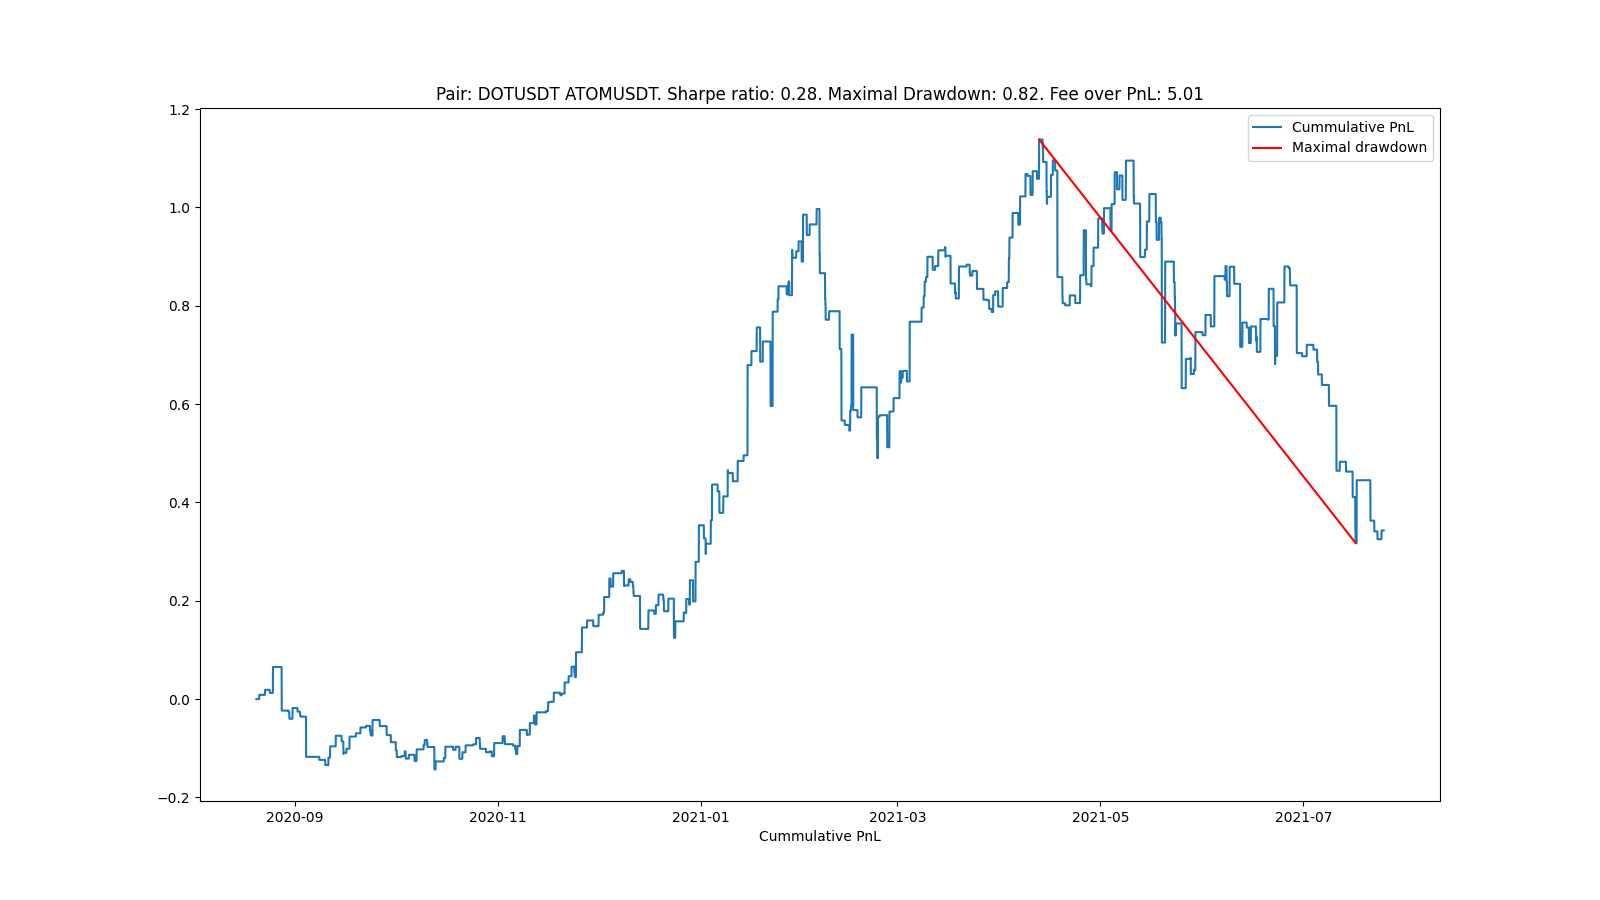 Pair: DOTUSDT ATOMUSDT. Sharpe ratio: 0.28. Maximal Drawdown: 0.82. Fee over PnL: 5.01
Cummulative PnL
Maximal drawdown
1.2
1.0
0.8
0.6
0.4
0.2
0.0
−0.2
2020-09 2020-11 2021-01 2021-03 2021-05 2021-07
Cummulative PnL